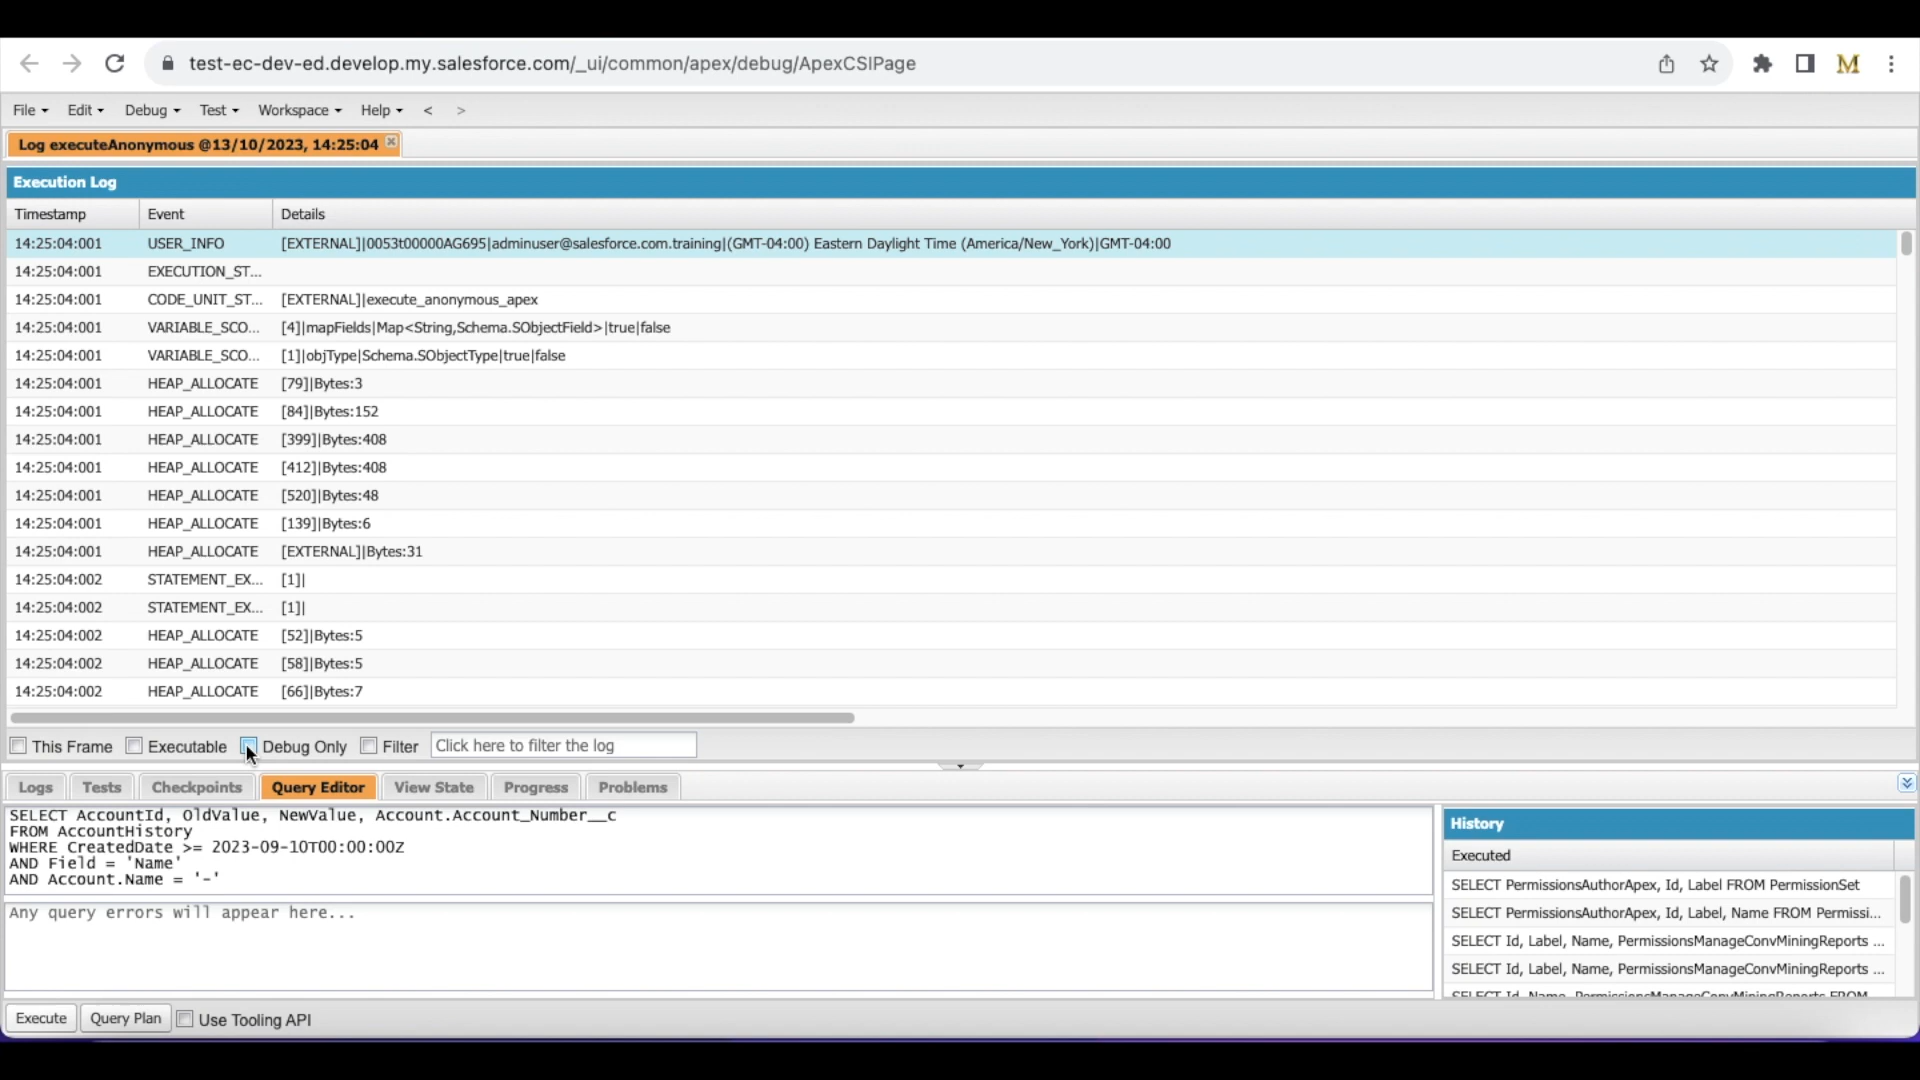 test-ec-dev-ed.develop.my.salesforce.com/_ui/common/apex/debug/ApexCSIPage
M
File Edit Debug Test Workspace Help < >
Log executeAnonymous @13/10/2023, 14:25:04
Execution Log
Timestamp Event Details
14:25:04:001 USER_INFO [EXTERNAL]|0053t00000AG695|adminuser@salesforce.com.training|(GMT-04:00) Eastern Daylight Time (America/New_York)|GMT-04:00
14:25:04:001 EXECUTION_ST...
14:25:04:001 CODE_UNIT_ST... [EXTERNAL]|execute_anonymous_apex
14:25:04:001 VARIABLE_SCO... [4]|mapFields|Map<String,Schema.SObjectField>|true|false
14:25:04:001 VARIABLE_SCO... [1]|objType|Schema.SObjectType|true|false
14:25:04:001 HEAP_ALLOCATE [79]|Bytes:3
14:25:04:001 HEAP_ALLOCATE [84]|Bytes:152
14:25:04:001 HEAP_ALLOCATE [399]|Bytes:408
14:25:04:001 HEAP_ALLOCATE [412]|Bytes:408
14:25:04:001 HEAP_ALLOCATE [520]|Bytes:48
14:25:04:001 HEAP_ALLOCATE [139]|Bytes:6
14:25:04:001 HEAP_ALLOCATE [EXTERNAL]|Bytes:31
14:25:04:002 STATEMENT_EX... [1]|
14:25:04:002 STATEMENT_EX... [1]|
14:25:04:002 HEAP_ALLOCATE [52]|Bytes:5
14:25:04:002 HEAP_ALLOCATE [58]|Bytes:5
14:25:04:002 HEAP_ALLOCATE [66]|Bytes:7
This Frame Executable Debug Only Filter Click here to filter the log
Logs Tests Checkpoints Query Editor View State Progress Problems
SELECT AccountId, OldValue, NewValue, Account.Account_Number__c
FROM AccountHistory
WHERE CreatedDate >= 2023-09-10T00:00:00Z
AND Field = 'Name'
AND Account.Name = '-'
Any query errors will appear here...
History
Executed
SELECT PermissionsAuthorApex, Id, Label FROM PermissionSet
SELECT PermissionsAuthorApex, Id, Label, Name FROM Permissi...
SELECT Id, Label, Name, PermissionsManageConvMiningReports ...
SELECT Id, Label, Name, PermissionsManageConvMiningReports ...
SELECT Id, Name, PermissionsManageConvMiningReports FROM
Execute Query Plan Use Tooling API